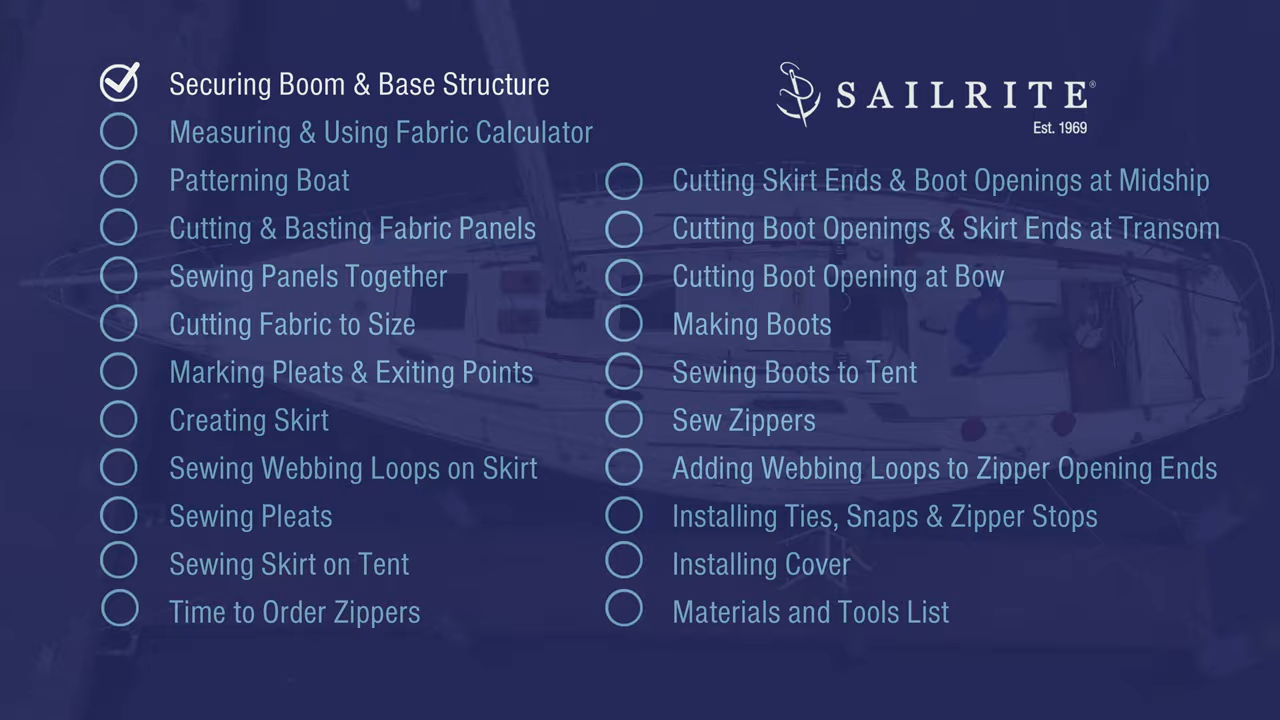 Securing Boom & Base Structure
Measuring & Using Fabric Calculator
Patterning Boat
Cutting & Basting Fabric Panels
Sewing Panels Together
Cutting Fabric to Size
Marking Pleats & Exiting Points
Creating Skirt
Sewing Webbing Loops on Skirt
Sewing Pleats
Sewing Skirt on Tent
Time to Order Zippers
SAILRITE®
Est. 1969
Cutting Skirt Ends & Boot Openings at Midship
Cutting Boot Openings & Skirt Ends at Transom
Cutting Boot Opening at Bow
Making Boots
Sewing Boots to Tent
Sew Zippers
Adding Webbing Loops to Zipper Opening Ends
Installing Ties, Snaps & Zipper Stops
Installing Cover
Materials and Tools List